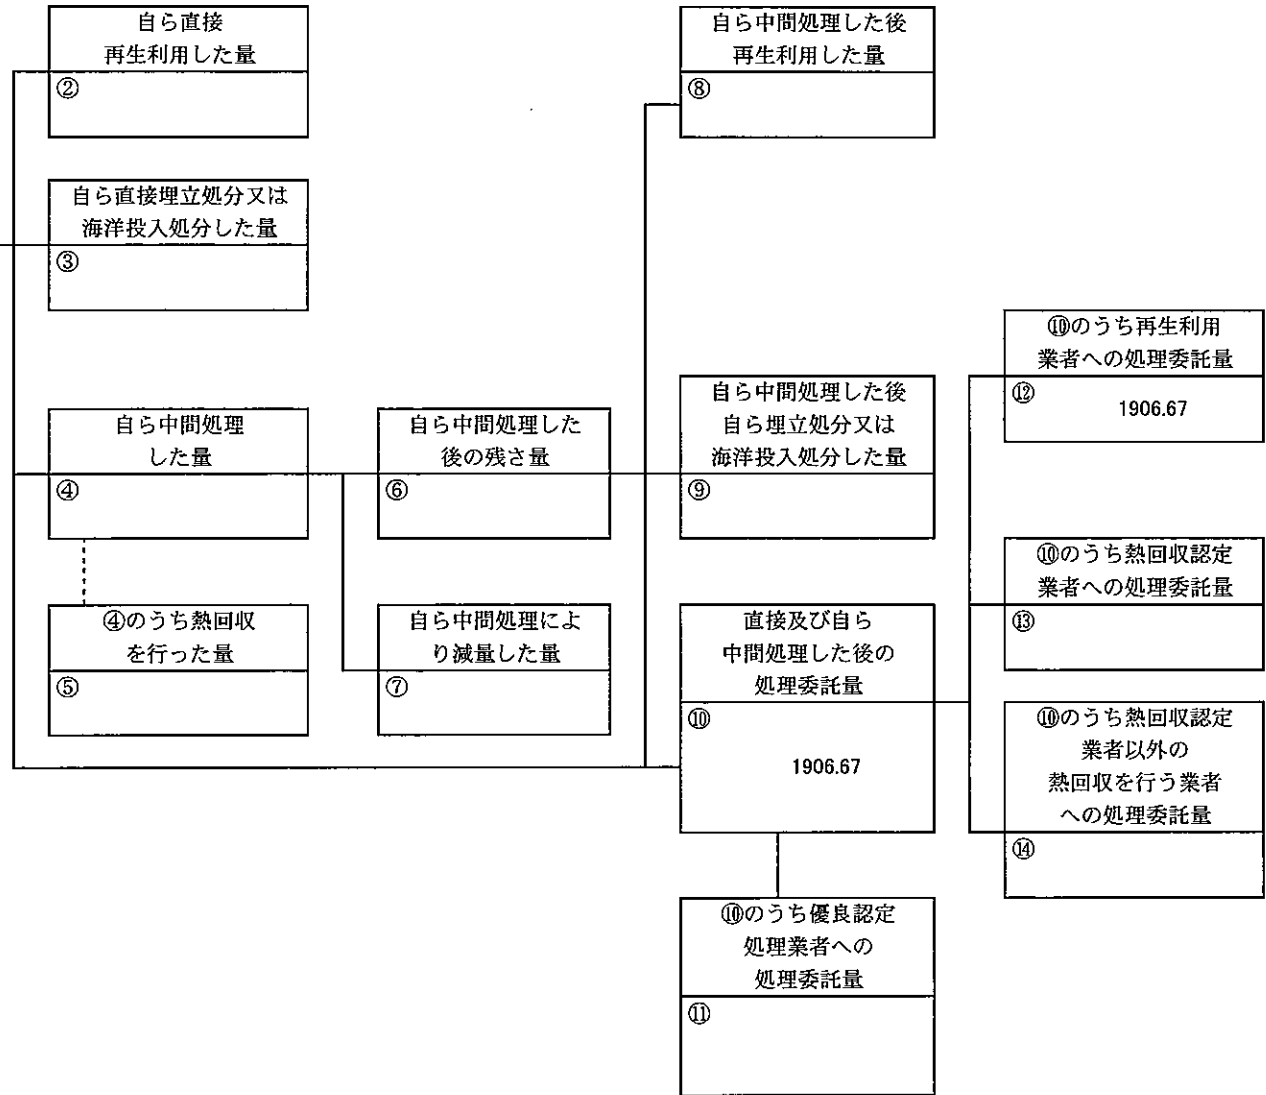 自ら直接
再生利用した量
②
自ら中間処理した後
再生利用した量
⑧
自ら直接埋立処分又は
海洋投入処分した量
③
⑩のうち再生利用
業者への処理委託量
⑫
1906.67
自ら中間処理
した量
④
自ら中間処理した
後の残さ量
⑥
自ら中間処理した後
自ら埋立処分又は
海洋投入処分した量
⑨
⑩のうち熱回収認定
業者への処理委託量
⑬
④のうち熱回収
を行った量
⑤
自ら中間処理によ
り減量した量
⑦
直接及び自ら
中間処理した後の
処理委託量
⑩
1906.67
⑩のうち熱回収認定
業者以外の
熱回収を行う業者
への処理委託量
⑭
⑩のうち優良認定
処理業者への
処理委託量
⑪